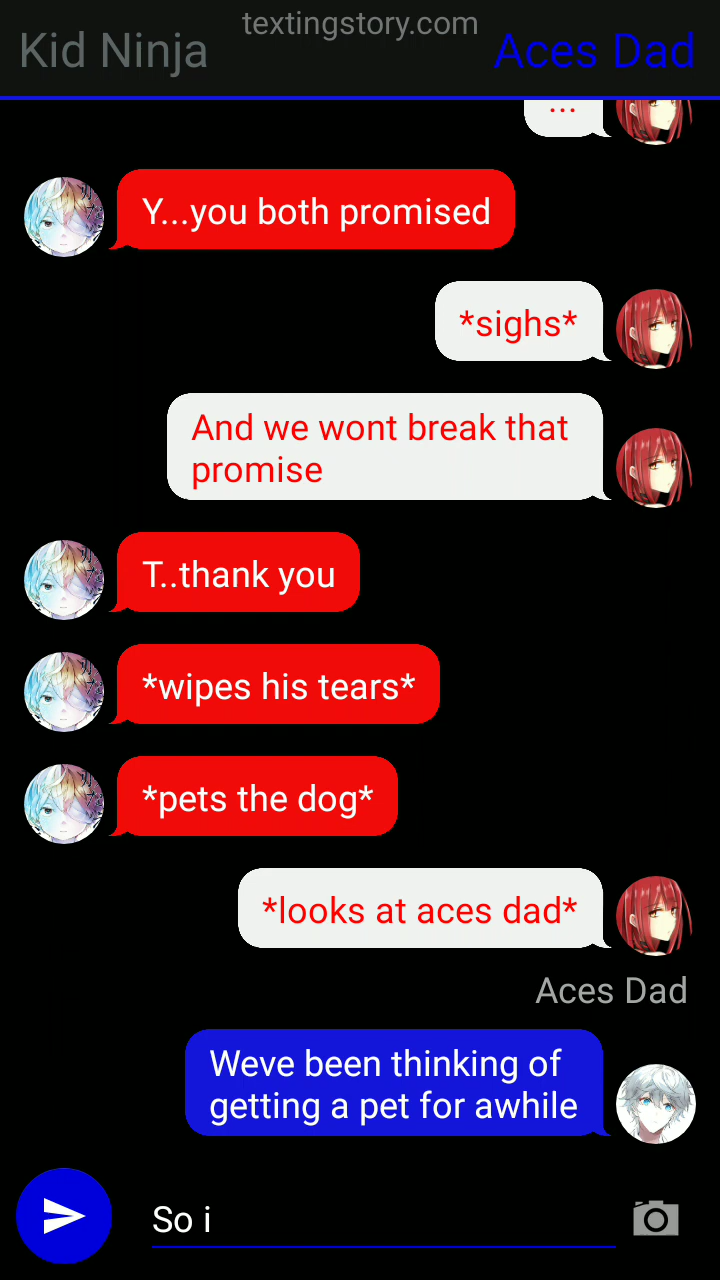 textingstory.com
Kid Ninja
Aces Dad
...
Y...you both promised
*sighs*
And we wont break that
promise
T..thank you
*wipes his tears*
*pets the dog*
*looks at aces dad*
Aces Dad
Weve been thinking of
getting a pet for awhile
So i